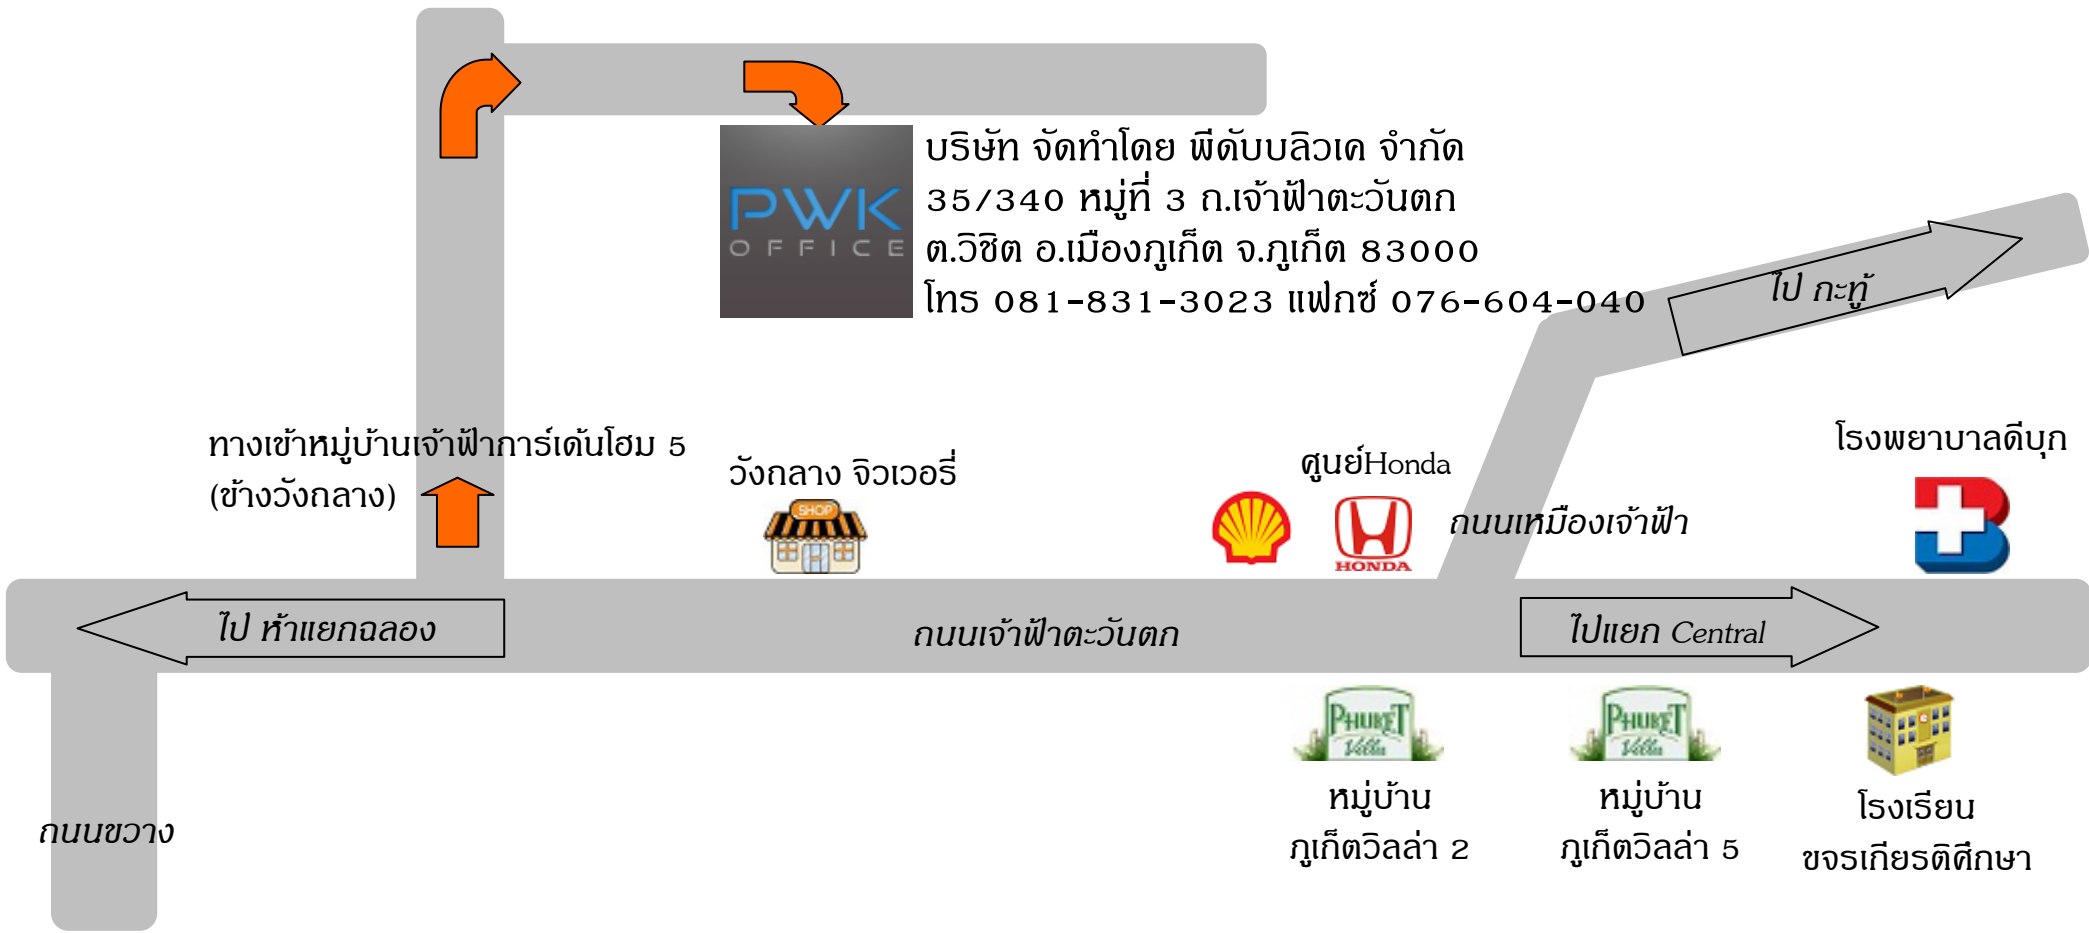 PWK
OFFICE
บริษัท จัดทำโดย พีดับบลิวเค จำกัด
35/340 หมู่ที่ 3 ถ.เจ้าฟ้าตะวันตก
ต.วิชิต อ.เมืองภูเก็ต จ.ภูเก็ต 83000
โทร 081-831-3023 แฟกซ์ 076-604-040
ไป กะทู้
ทางเข้าหมู่บ้านเจ้าฟ้าการ์เด้นโฮม 5
(ข้างวังถลาง)
วังถลาง จิวเวอรี่
SHOP
ศูนย์Honda
HONDA
ถนนเหมืองเจ้าฟ้า
โรงพยาบาลดีบุก
ไป ห้าแยกฉลอง
ถนนเจ้าฟ้าตะวันตก
ไปแยก Central
PHUKET
Villa
หมู่บ้าน
ภูเก็ตวิลล่า 2
PHUKET
Villa
หมู่บ้าน
ภูเก็ตวิลล่า 5
โรงเรียน
ขจรเกียรติศึกษา
ถนนขวาง